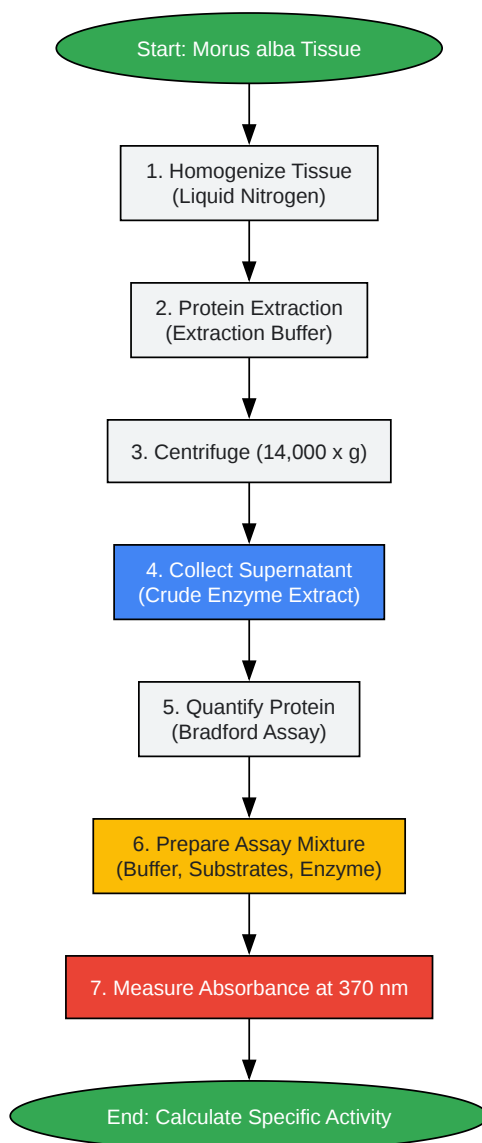 Start: Morus alba Tissue
1. Homogenize Tissue
(Liquid Nitrogen)
2. Protein Extraction
(Extraction Buffer)
3. Centrifuge (14,000 x g)
4. Collect Supernatant
(Crude Enzyme Extract)
5. Quantify Protein
(Bradford Assay)
6. Prepare Assay Mixture
(Buffer, Substrates, Enzyme)
7. Measure Absorbance at 370 nm
End: Calculate Specific Activity